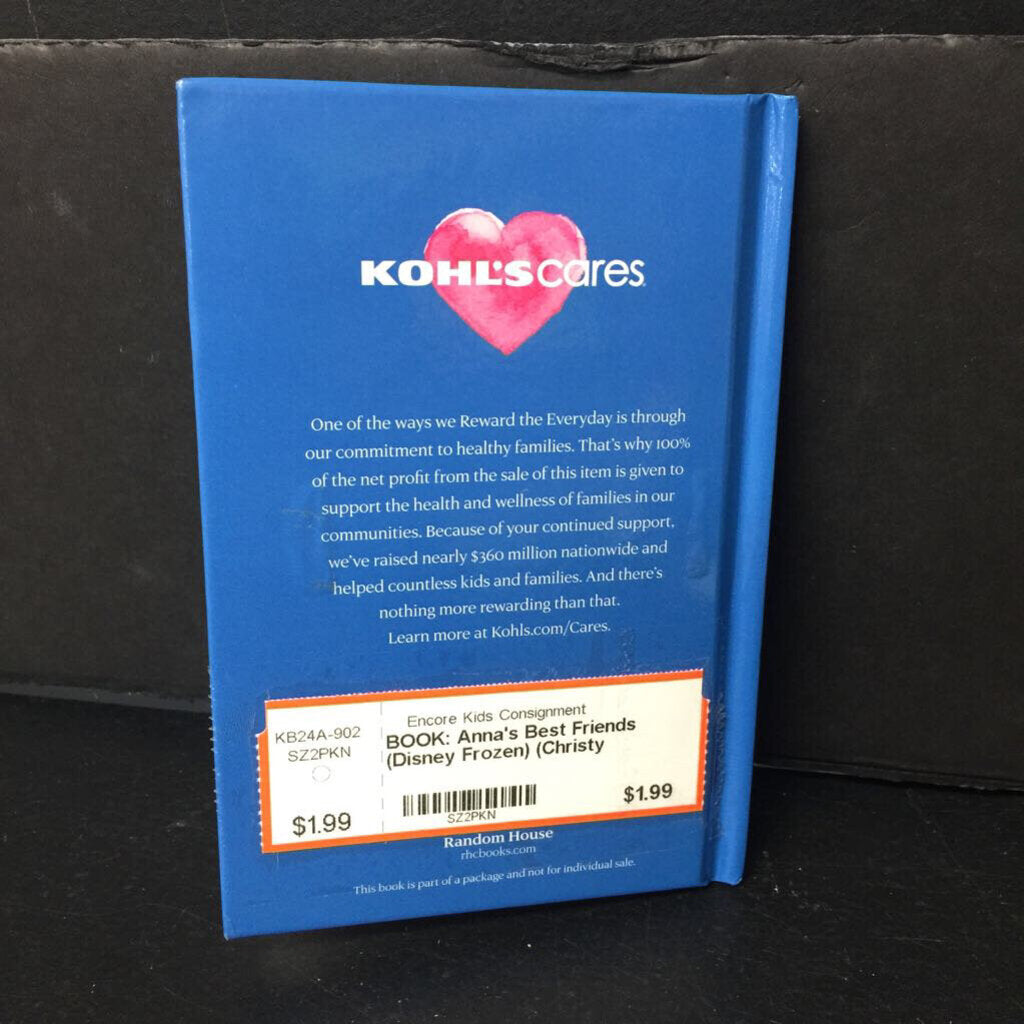 KOHL'S cares
One of the ways we Reward the Everyday is through
our commitment to healthy families. That's why 100%
of the net profit from the sale of this item is given to
support the health and wellness of families in our
communities. Because of your continued support,
we've raised nearly $360 million nationwide and
helped countless kids and families. And there's
nothing more rewarding than that.
Learn more at Kohls.com/Cares.
KB24A-902
SZ2PKN
$1.99
Encore Kids Consignment
BOOK: Anna's Best Friends
(Disney Frozen) (Christy
SZ2PKN
$1.99
Random House
rhcbooks.com
This book is part of a package and not for individual sale.